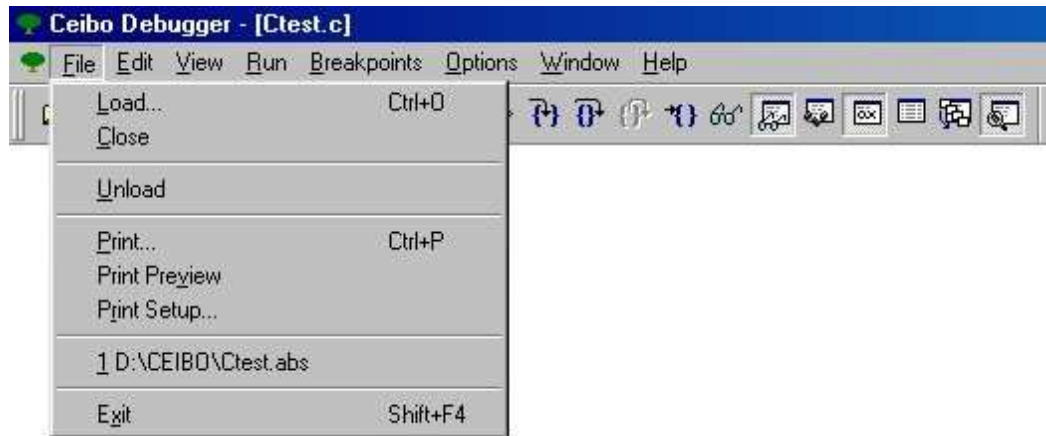 Ceibo Debugger - [Ctest.c]
File Edit View Run Breakpoints Options Window Help
Load... Ctrl+O
Close
Unload
Print... Ctrl+P
Print Preview
Print Setup...
1 D:\CEIBO\Ctest.abs
Exit Shift+F4